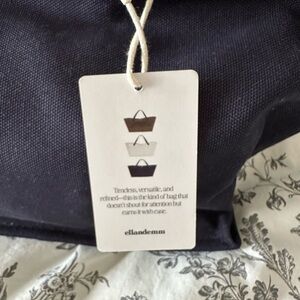 Timeless, versatile, and
refined—this is the kind of bag that
doesn't shout for attention but
earns it with ease.
ellandemm